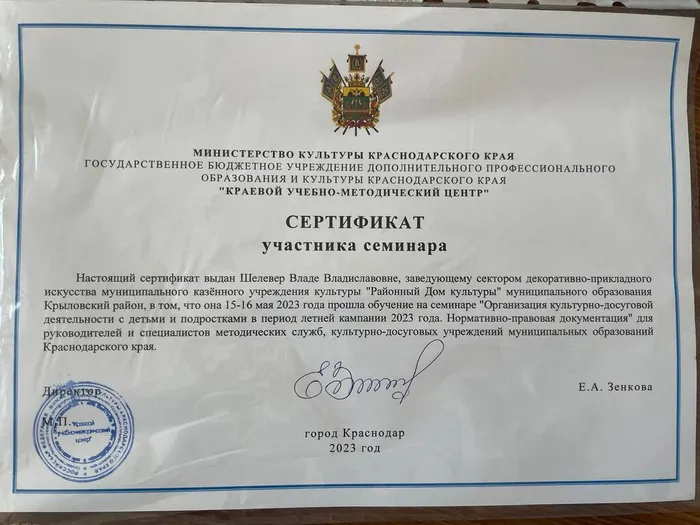 МИНИСТЕРСТВО КУЛЬТУРЫ КРАСНОДАРСКОГО КРАЯ
ГОСУДАРСТВЕННОЕ БЮДЖЕТНОЕ УЧРЕЖДЕНИЕ ДОПОЛНИТЕЛЬНОГО ПРОФЕССИОНАЛЬНОГО
ОБРАЗОВАНИЯ И КУЛЬТУРЫ КРАСНОДАРСКОГО КРАЯ
"КРАЕВОЙ УЧЕБНО-МЕТОДИЧЕСКИЙ ЦЕНТР"
СЕРТИФИКАТ
участника семинара
Настоящий сертификат выдан Шелевер Владе Владиславовне, заведующему сектором декоративно-прикладного
искусства муниципального казённого учреждения культуры "Районный Дом культуры" муниципального образования
Крыловский район, в том, что она 15-16 мая 2023 года прошла обучение на семинаре "Организация культурно-досуговой
деятельности с детьми и подростками в период летней кампании 2023 года. Нормативно-правовая документация" для
руководителей и специалистов методических служб, культурно-досуговых учреждений муниципальных образований
Краснодарского края.
Директор
Е.А. Зенкова
М.П.
"Краевой
учебно-методический
центр"
город Краснодар
2023 год